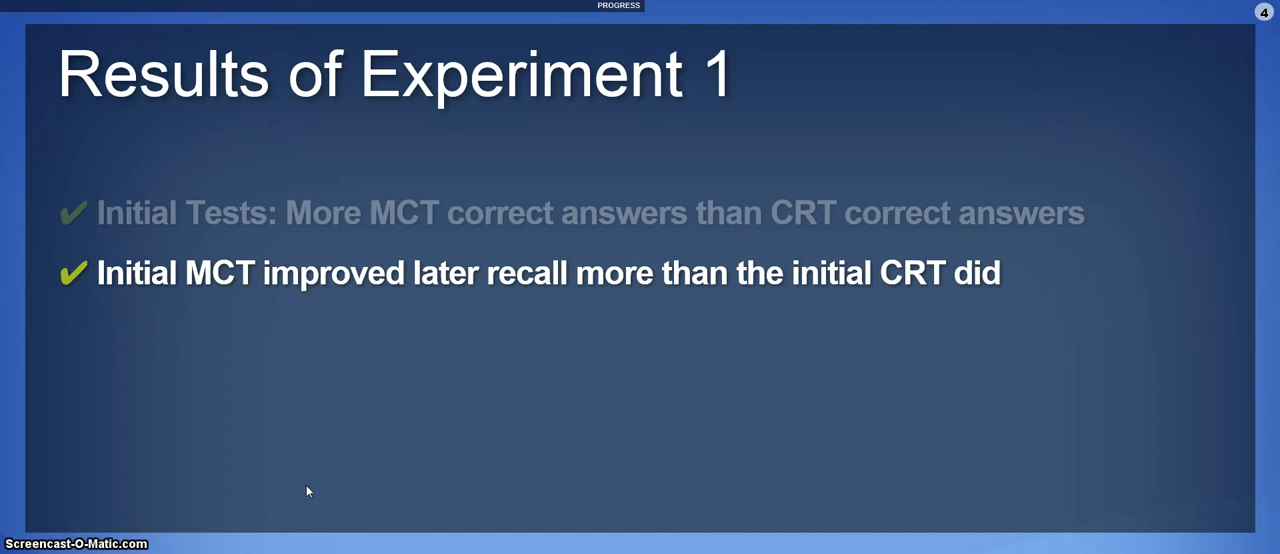 PROGRESS
4
Results of Experiment 1
✔ Initial Tests: More MCT correct answers than CRT correct answers
✔ Initial MCT improved later recall more than the initial CRT did
Screencast-O-Matic.com